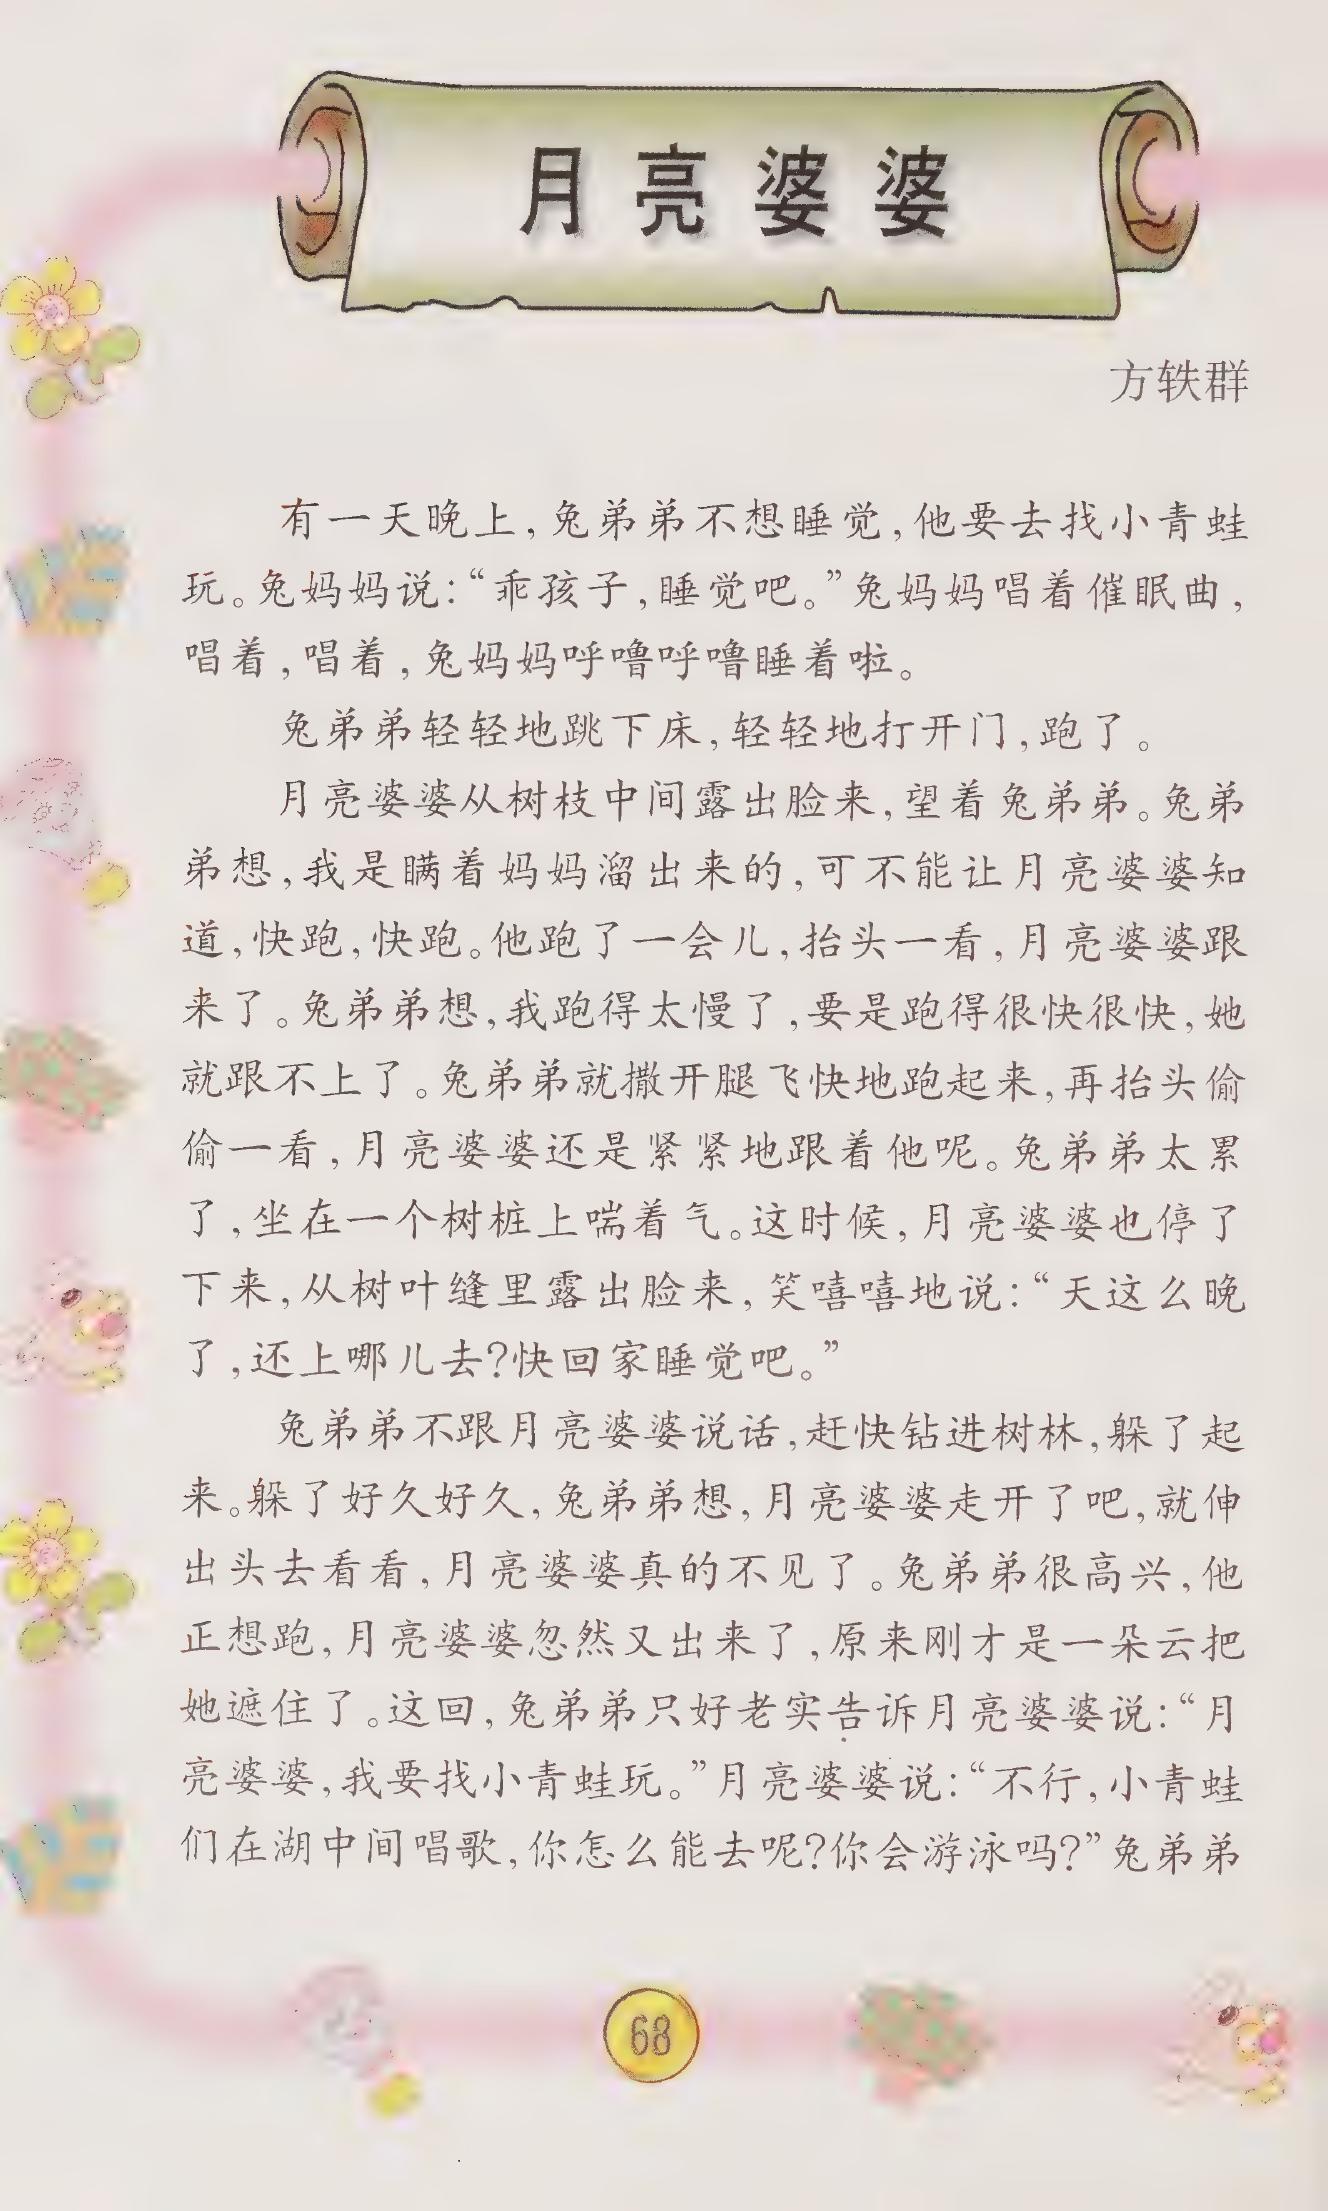 月亮婆婆
方轶群
有一天晚上,兔弟弟不想睡觉,他要去找小青蛙
玩。兔妈妈说:“乖孩子,睡觉吧。”兔妈妈唱着催眠曲,
唱着,唱着,兔妈妈呼噜呼噜睡着啦。
兔弟弟轻轻地跳下床,轻轻地打开门,跑了。
月亮婆婆从树枝中间露出脸来,望着兔弟弟。兔弟
弟想,我是瞒着妈妈溜出来的,可不能让月亮婆婆知
道,快跑,快跑。他跑了一会儿,抬头一看,月亮婆婆跟
来了。兔弟弟想,我跑得太慢了,要是跑得很快很快,她
就跟不上了。兔弟弟就撒开腿飞快地跑起来,再抬头偷
偷一看,月亮婆婆还是紧紧地跟着他呢。兔弟弟太累
了,坐在一个树桩上喘着气。这时候,月亮婆婆也停了
下来,从树叶缝里露出脸来,笑嘻嘻地说:“天这么晚
了,还上哪儿去?快回家睡觉吧。”
兔弟弟不跟月亮婆婆说话,赶快钻进树林,躲了起
来。躲了好久好久,兔弟弟想,月亮婆婆走开了吧,就伸
出头去看看,月亮婆婆真的不见了。兔弟弟很高兴,他
正想跑,月亮婆婆忽然又出来了,原来刚才是一朵云把
她遮住了。这回,兔弟弟只好老实告诉月亮婆婆说:“月
亮婆婆,我要找小青蛙玩。”月亮婆婆说:“不行,小青蛙
们在湖中间唱歌,你怎么能去呢?你会游泳吗?”兔弟弟
68